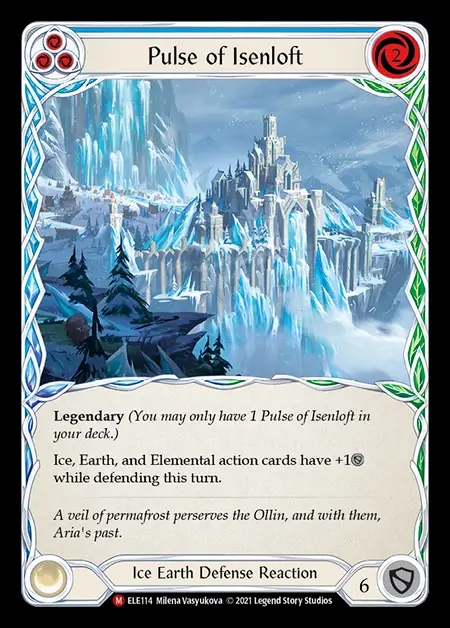 Pulse of Isenloft
2
Legendary (You may only have 1 Pulse of Isenloft in
your deck.)
Ice, Earth, and Elemental action cards have +1
while defending this turn.
A veil of permafrost perserves the Ollin, and with them,
Aria's past.
Ice Earth Defense Reaction
6
M ELE114 Milena Vasyukova © 2021 Legend Story Studios